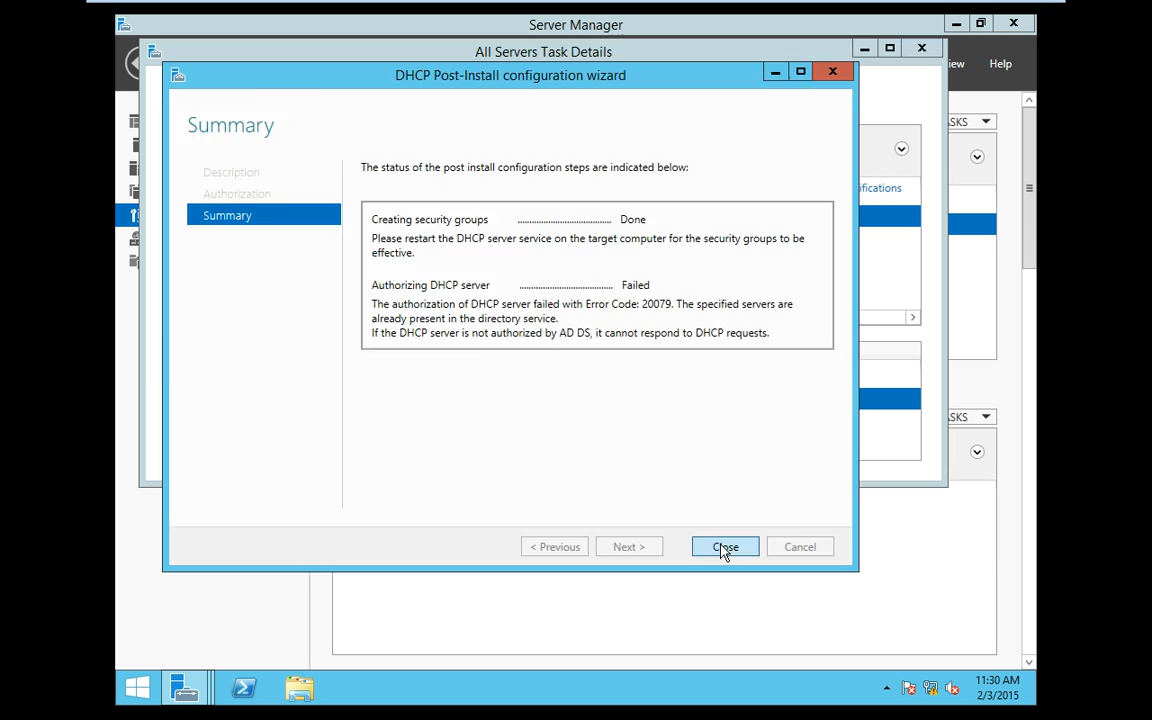 Server Manager
All Servers Task Details
Help
DHCP Post-Install configuration wizard
Summary
Description
Authorization
Summary
The status of the post install configuration steps are indicated below:
Creating security groups ..................................... Done
Please restart the DHCP server service on the target computer for the security groups to be
effective.
Authorizing DHCP server ..................................... Failed
The authorization of DHCP server failed with Error Code: 20079. The specified servers are
already present in the directory service.
If the DHCP server is not authorized by AD DS, it cannot respond to DHCP requests.
< Previous
Next >
Close
Cancel
11:30 AM
2/3/2015